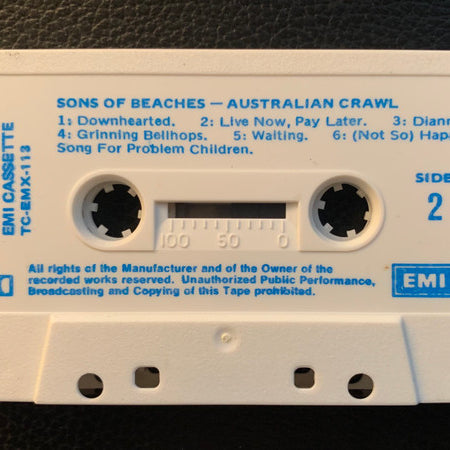 SONS OF BEACHES — AUSTRALIAN CRAWL
1: Downhearted. 2: Live Now, Pay Later. 3: Diann
4: Grinning Bellhops. 5: Waiting. 6: (Not So) Hapa
Song For Problem Children.
EMI CASSETTE
TC-EMX-113
SIDE
2
100 50 0
All rights of the Manufacturer and of the Owner of the
recorded works reserved. Unauthorized Public Performance,
Broadcasting and Copying of this Tape prohibited.
EMI